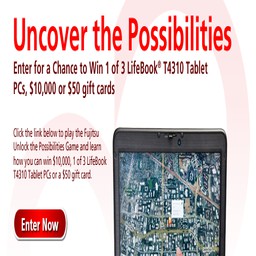 Uncover the Possibilities
Enter for a Chance to Win 1 of 3 LifeBook® T4310 Tablet
PCs, $10,000 or $50 gift cards
Click the link below to play the Fujitsu
Unlock the Possibilities Game and learn
how you can win $10,000, 1 of 3 LifeBook
T4310 Tablet PCs or a $50 gift card.
Enter Now